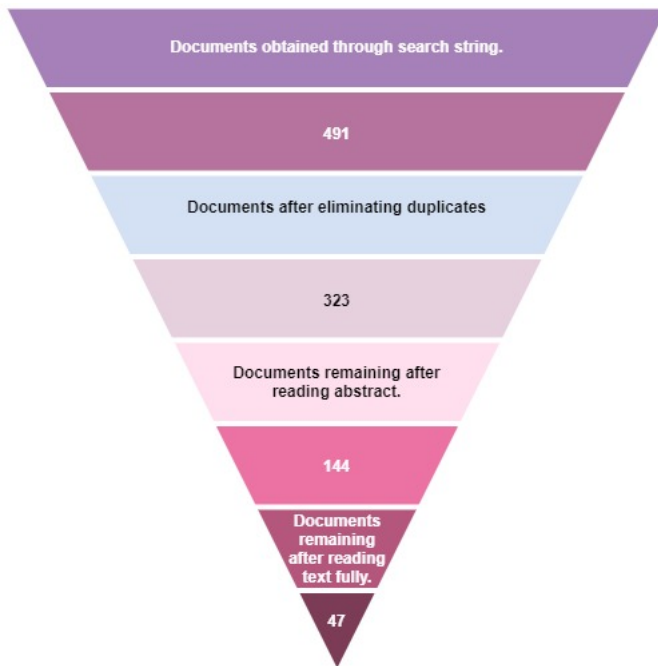 Documents obtained through search string.
491
Documents after eliminating duplicates
323
Documents remaining after
reading abstract.
144
Documents
remaining
after reading
text fully.
47